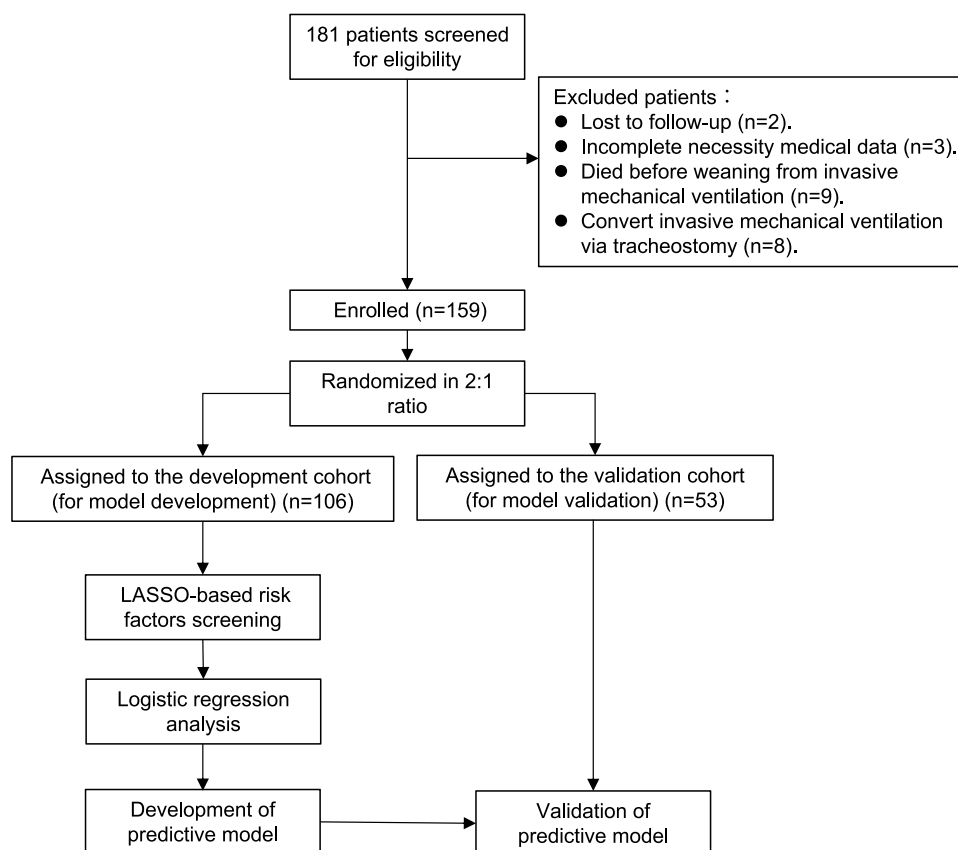 181 patients screened
for eligibility
Excluded patients：
● Lost to follow-up (n=2).
● Incomplete necessity medical data (n=3).
● Died before weaning from invasive
mechanical ventilation (n=9).
● Convert invasive mechanical ventilation
via tracheostomy (n=8).
Enrolled (n=159)
Randomized in 2:1
ratio
Assigned to the development cohort
(for model development) (n=106)
Assigned to the validation cohort
(for model validation) (n=53)
LASSO-based risk
factors screening
Logistic regression
analysis
Development of
predictive model
Validation of
predictive model